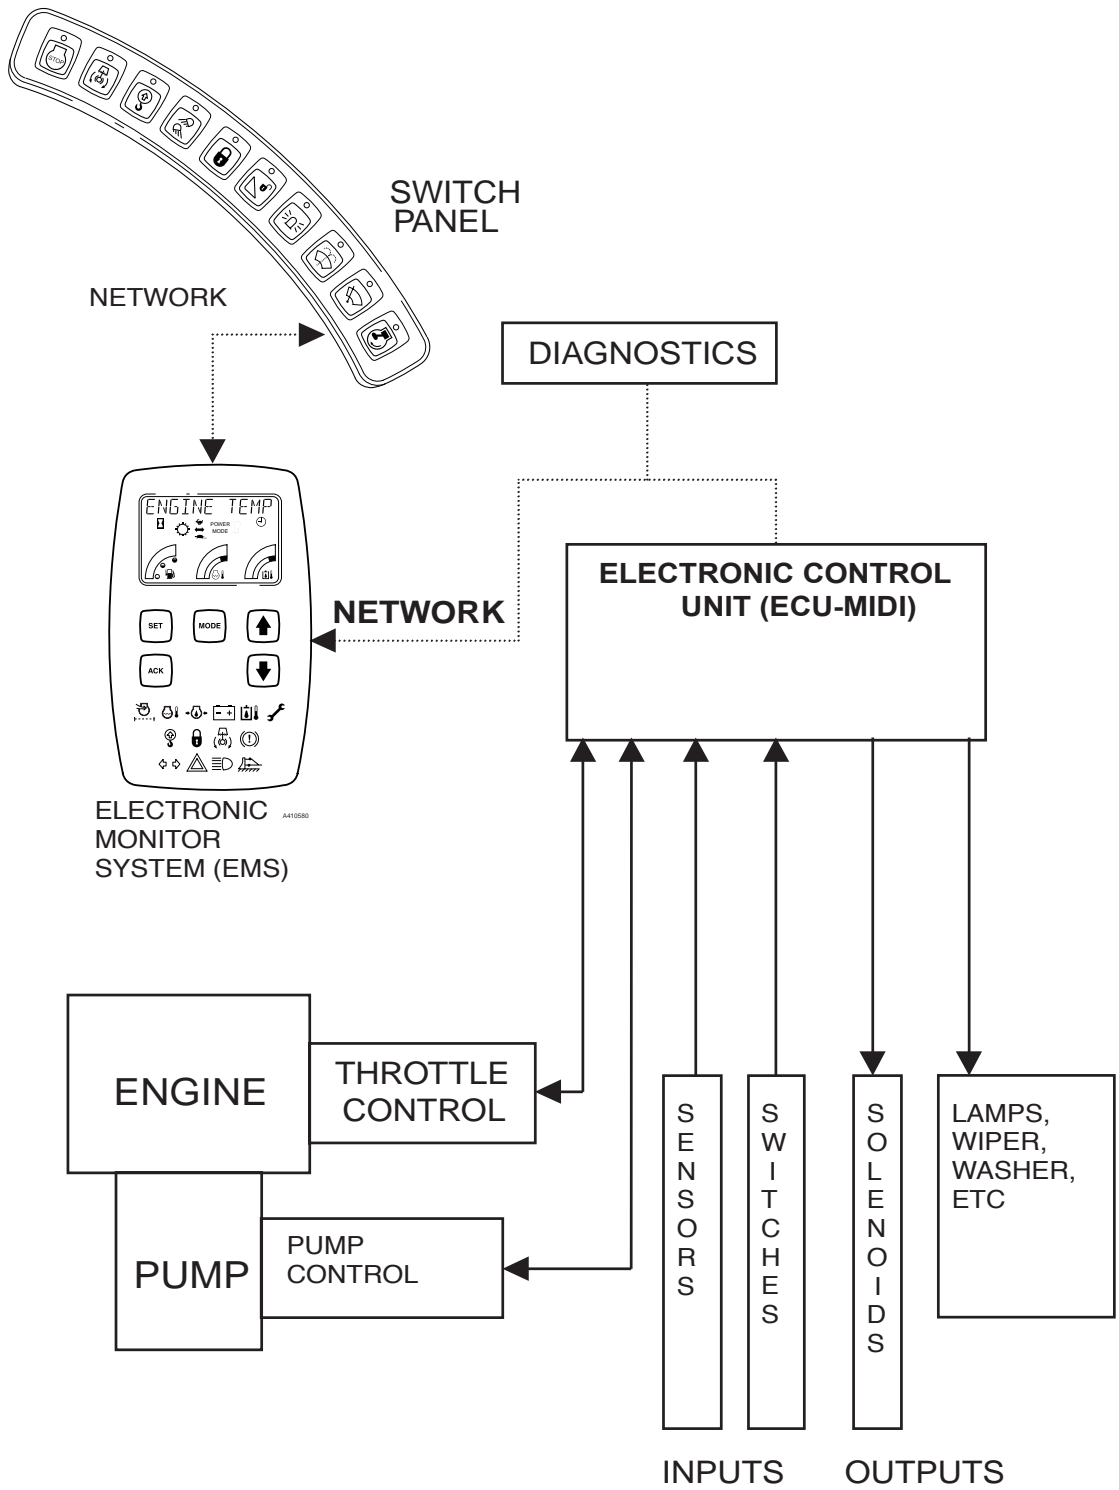 STOP
SWITCH
PANEL
NETWORK
DIAGNOSTICS
ENGINE TEMP
POWER
MODE
ELECTRONIC CONTROL
UNIT (ECU-MIDI)
NETWORK
SET
MODE
ACK
ELECTRONIC
MONITOR
SYSTEM (EMS)
A410580
ENGINE
THROTTLE
CONTROL
PUMP
PUMP
CONTROL
SENSORS
SWITCHES
SOLENOIDS
LAMPS,
WIPER,
WASHER,
ETC
INPUTS
OUTPUTS